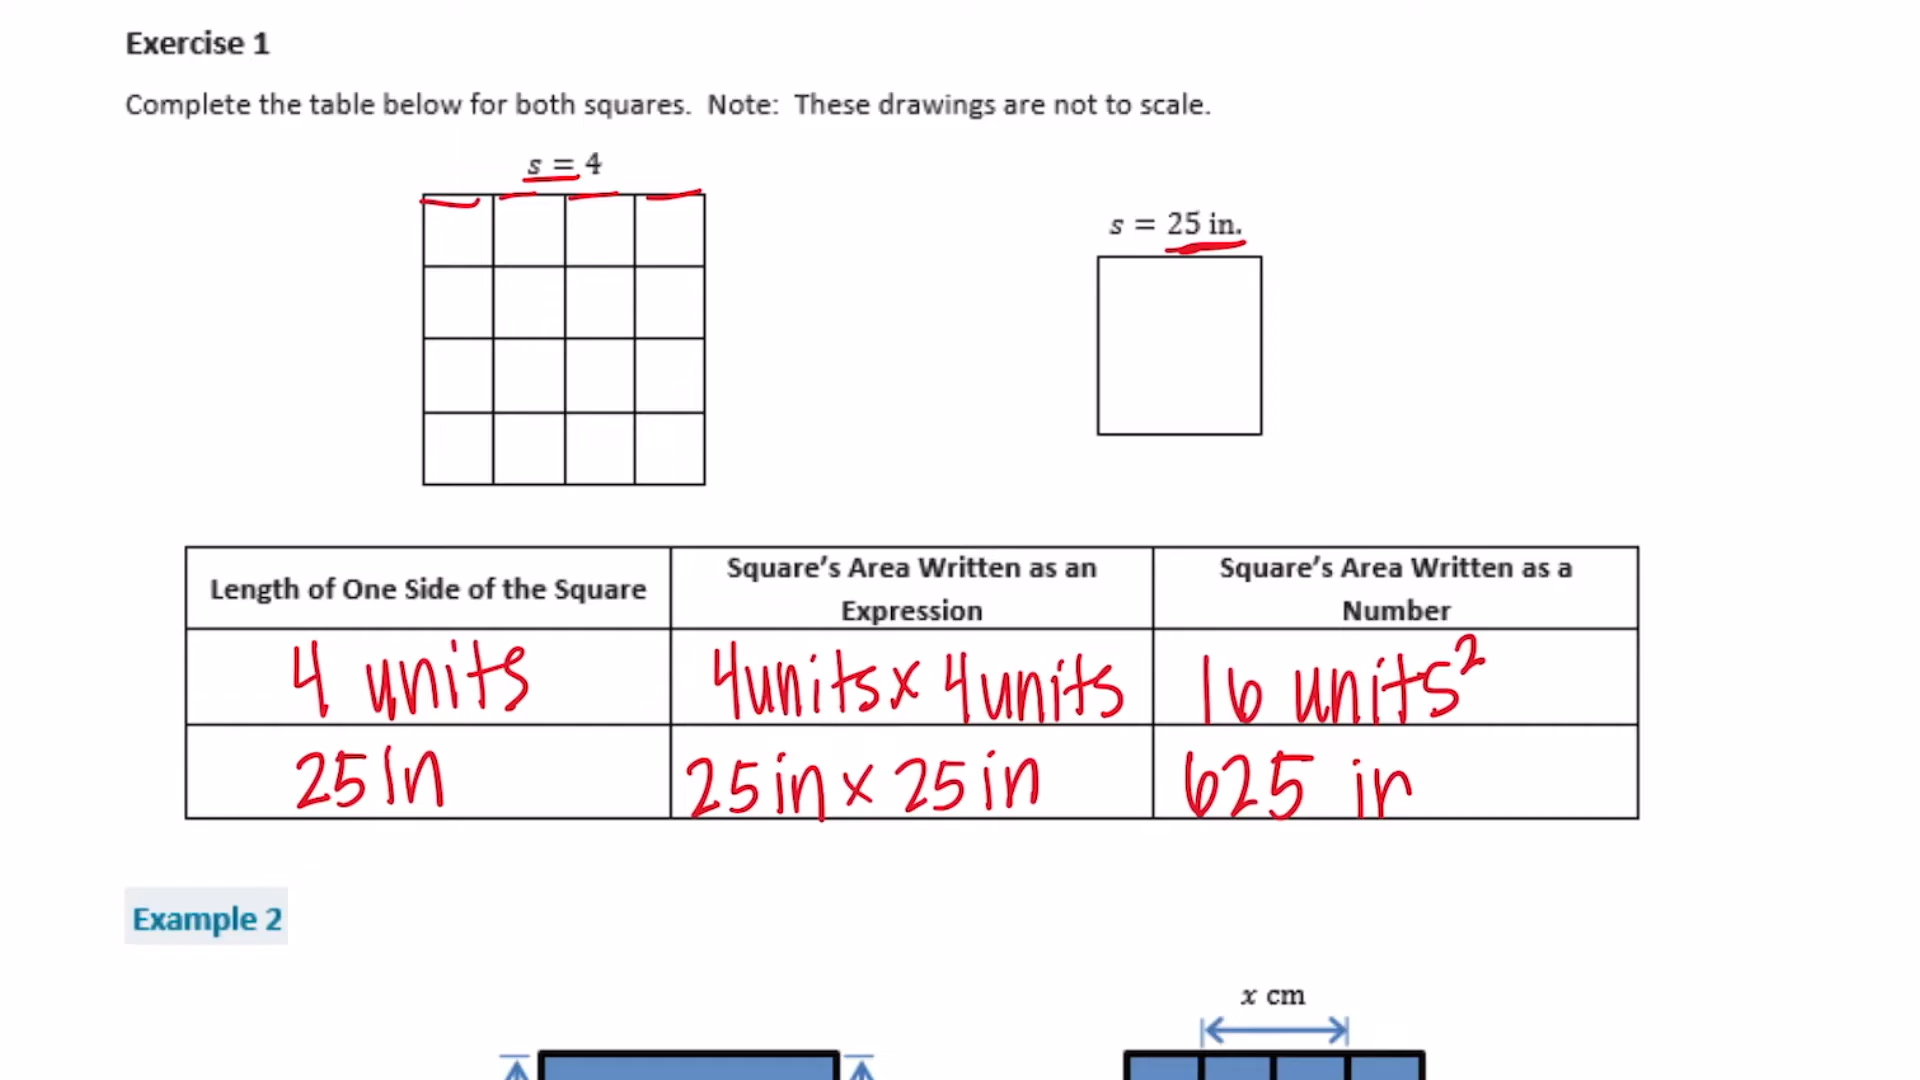 Exercise 1
Complete the table below for both squares. Note: These drawings are not to scale.
s = 4
s = 25 in.
Length of One Side of the Square
Square's Area Written as an
Expression
Square's Area Written as a
Number
4 units
4units x 4units
16 units²
25in
25in x 25in
625 in
Example 2
x cm